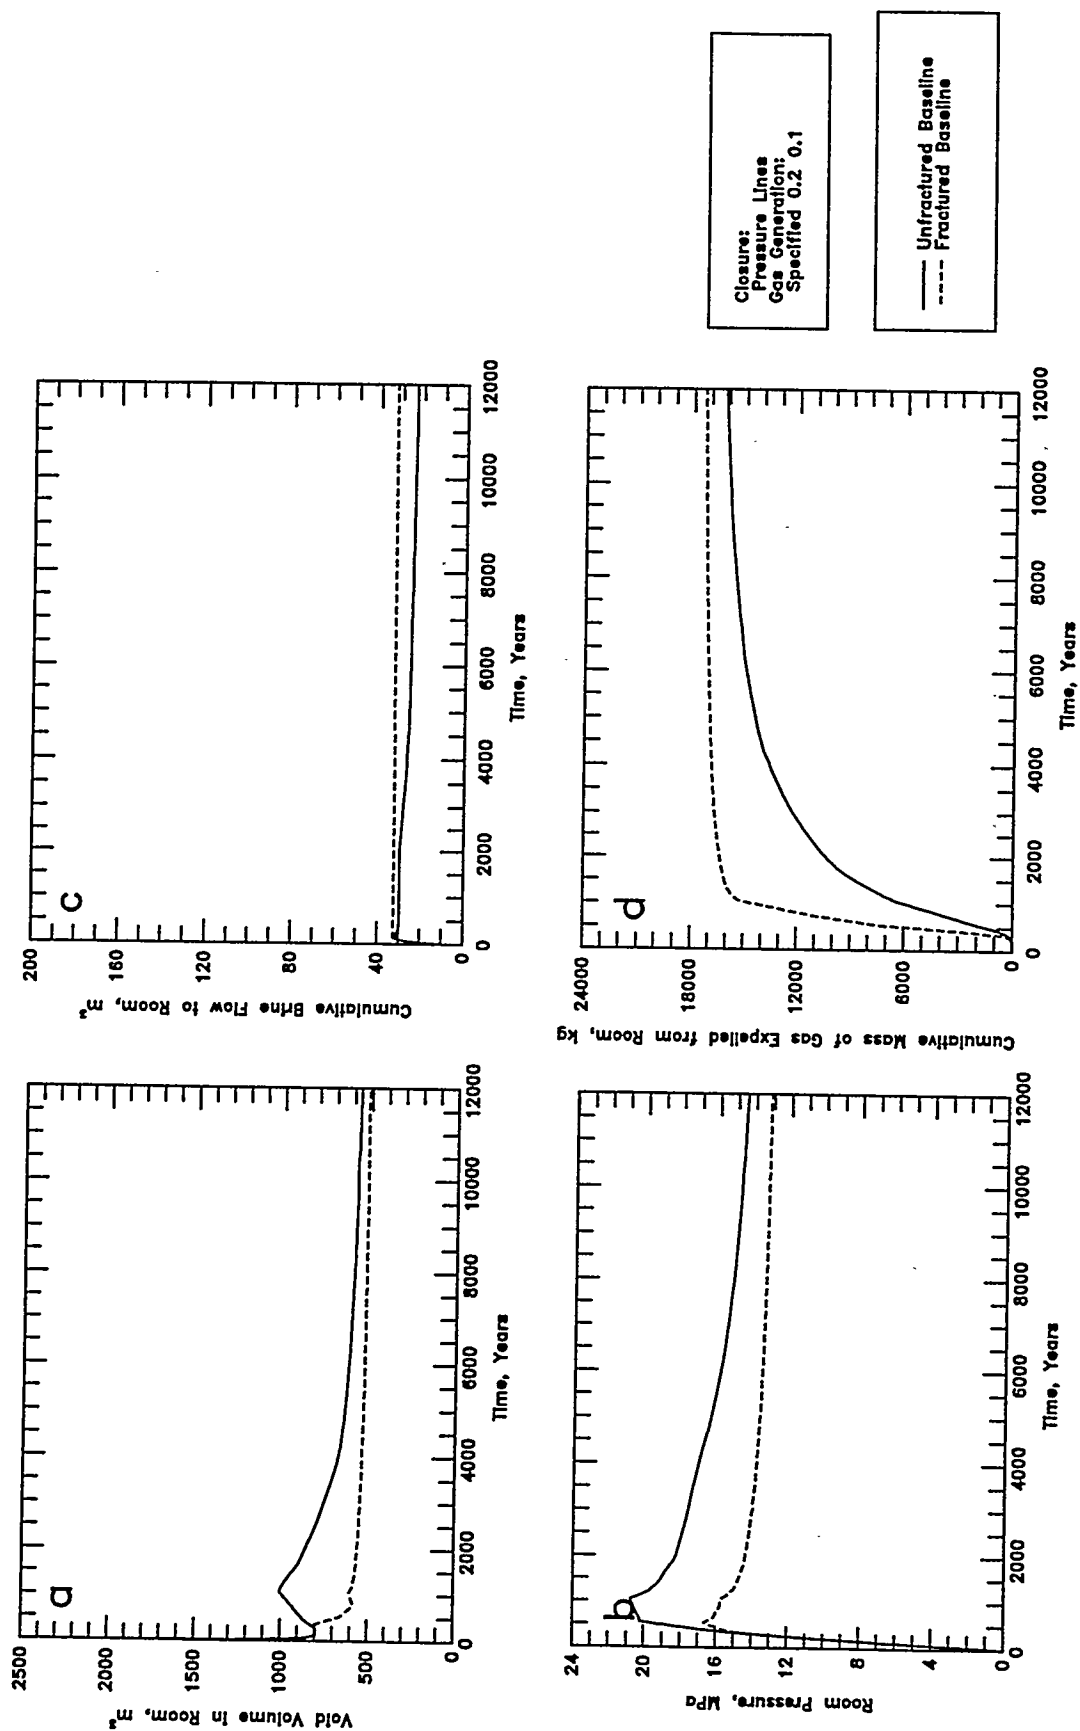 a
2500
2000
1500
1000
500
0
Void Volume in Room, m³
0
2000
4000
6000
8000
10000
12000
Time, Years
c
200
160
120
80
40
0
Cumulative Brine Flow to Room, m³
0
2000
4000
6000
8000
10000
12000
Time, Years
b
24
20
16
12
8
4
0
Room Pressure, MPa
0
2000
4000
6000
8000
10000
12000
Time, Years
d
24000
18000
12000
6000
0
Cumulative Mass of Gas Expelled from Room, kg
0
2000
4000
6000
8000
10000
12000
Time, Years
Closure:
Pressure Lines
Gas Generation:
Specified 0.2 0.1
Unfractured Baseline
Fractured Baseline